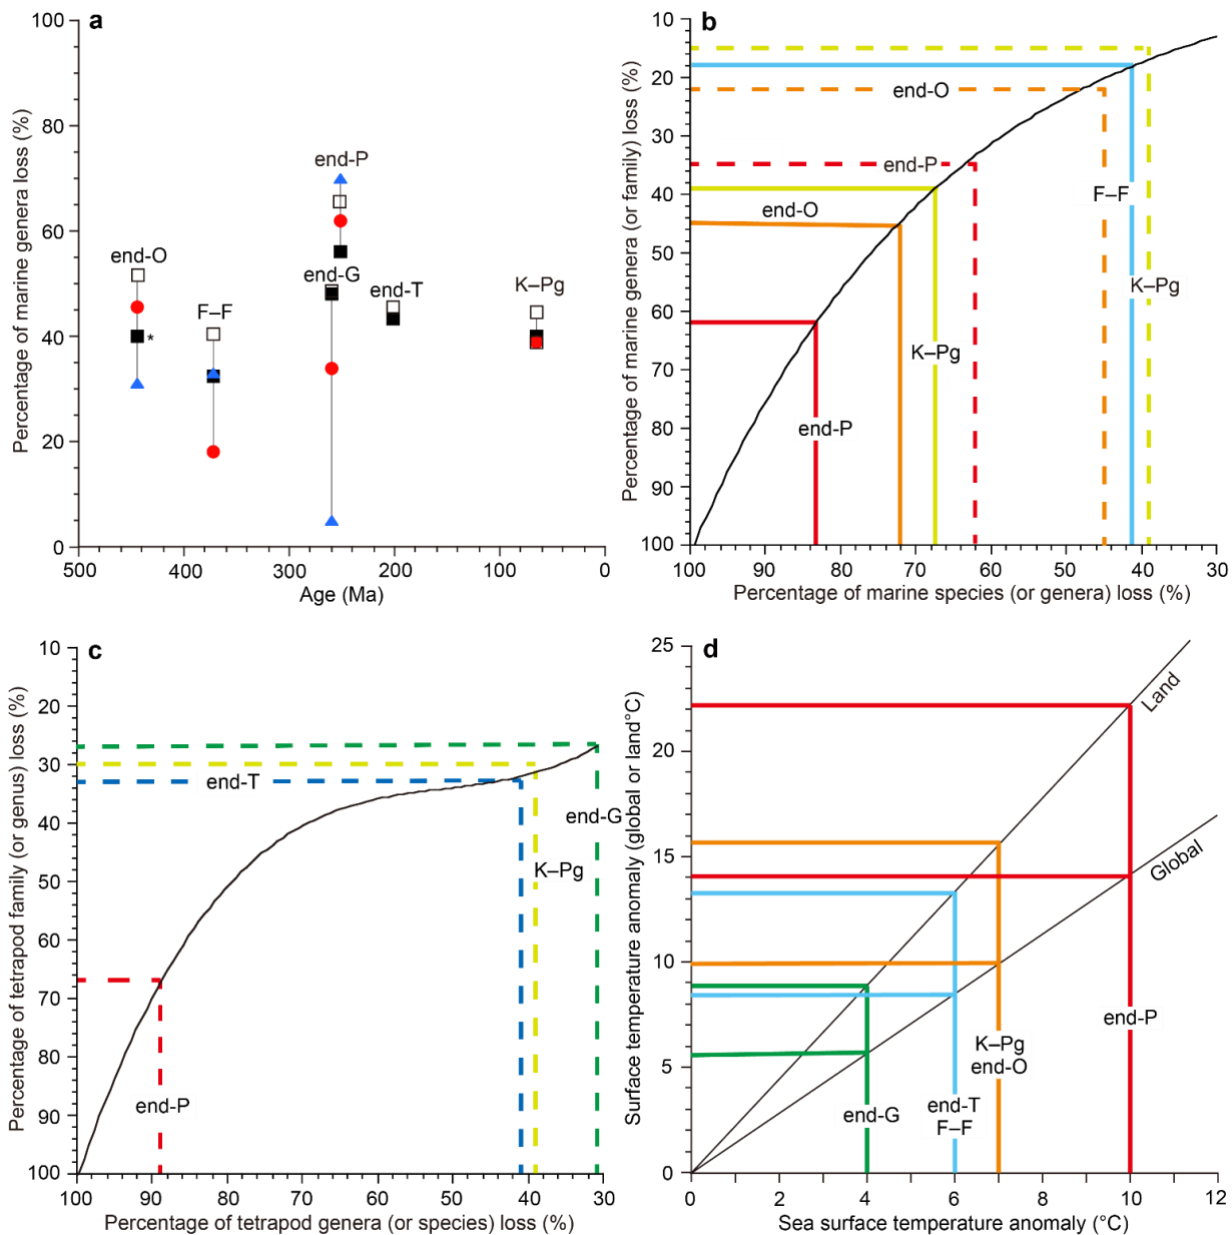 a
Percentage of marine genera loss (%)
100
80
60
40
20
0
end-O
*
F–F
end-P
end-G
end-T
K–Pg
500
400
300
200
100
0
Age (Ma)
b
Percentage of marine genera (or family) loss (%)
10
20
30
40
50
60
70
80
90
100
end-O
end-P
end-O
F–F
K–Pg
K–Pg
end-P
100
90
80
70
60
50
40
30
Percentage of marine species (or genera) loss (%)
c
Percentage of tetrapod family (or genus) loss (%)
10
20
30
40
50
60
70
80
90
100
end-T
end-G
K–Pg
end-P
100
90
80
70
60
50
40
30
Percentage of tetrapod genera (or species) loss (%)
d
Surface temperature anomaly (global or land°C)
25
20
15
10
5
0
Land
Global
end-P
K–Pg
end-O
end-T
F–F
end-G
0
2
4
6
8
10
12
Sea surface temperature anomaly (°C)